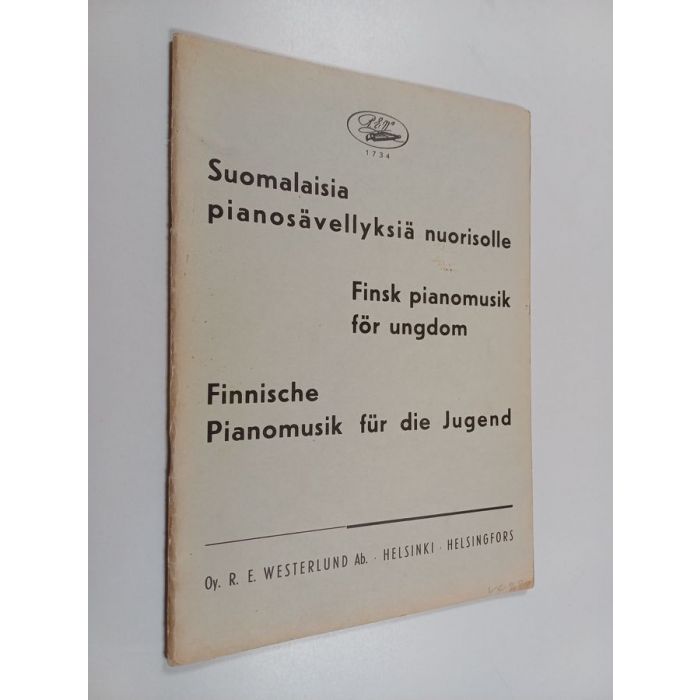 R.E.W.
1734
Suomalaisia
pianosävellyksiä nuorisolle
Finsk pianomusik
för ungdom
Finnische
Pianomusik für die Jugend
Oy. R. E. WESTERLUND Ab. · HELSINKI · HELSINGFORS